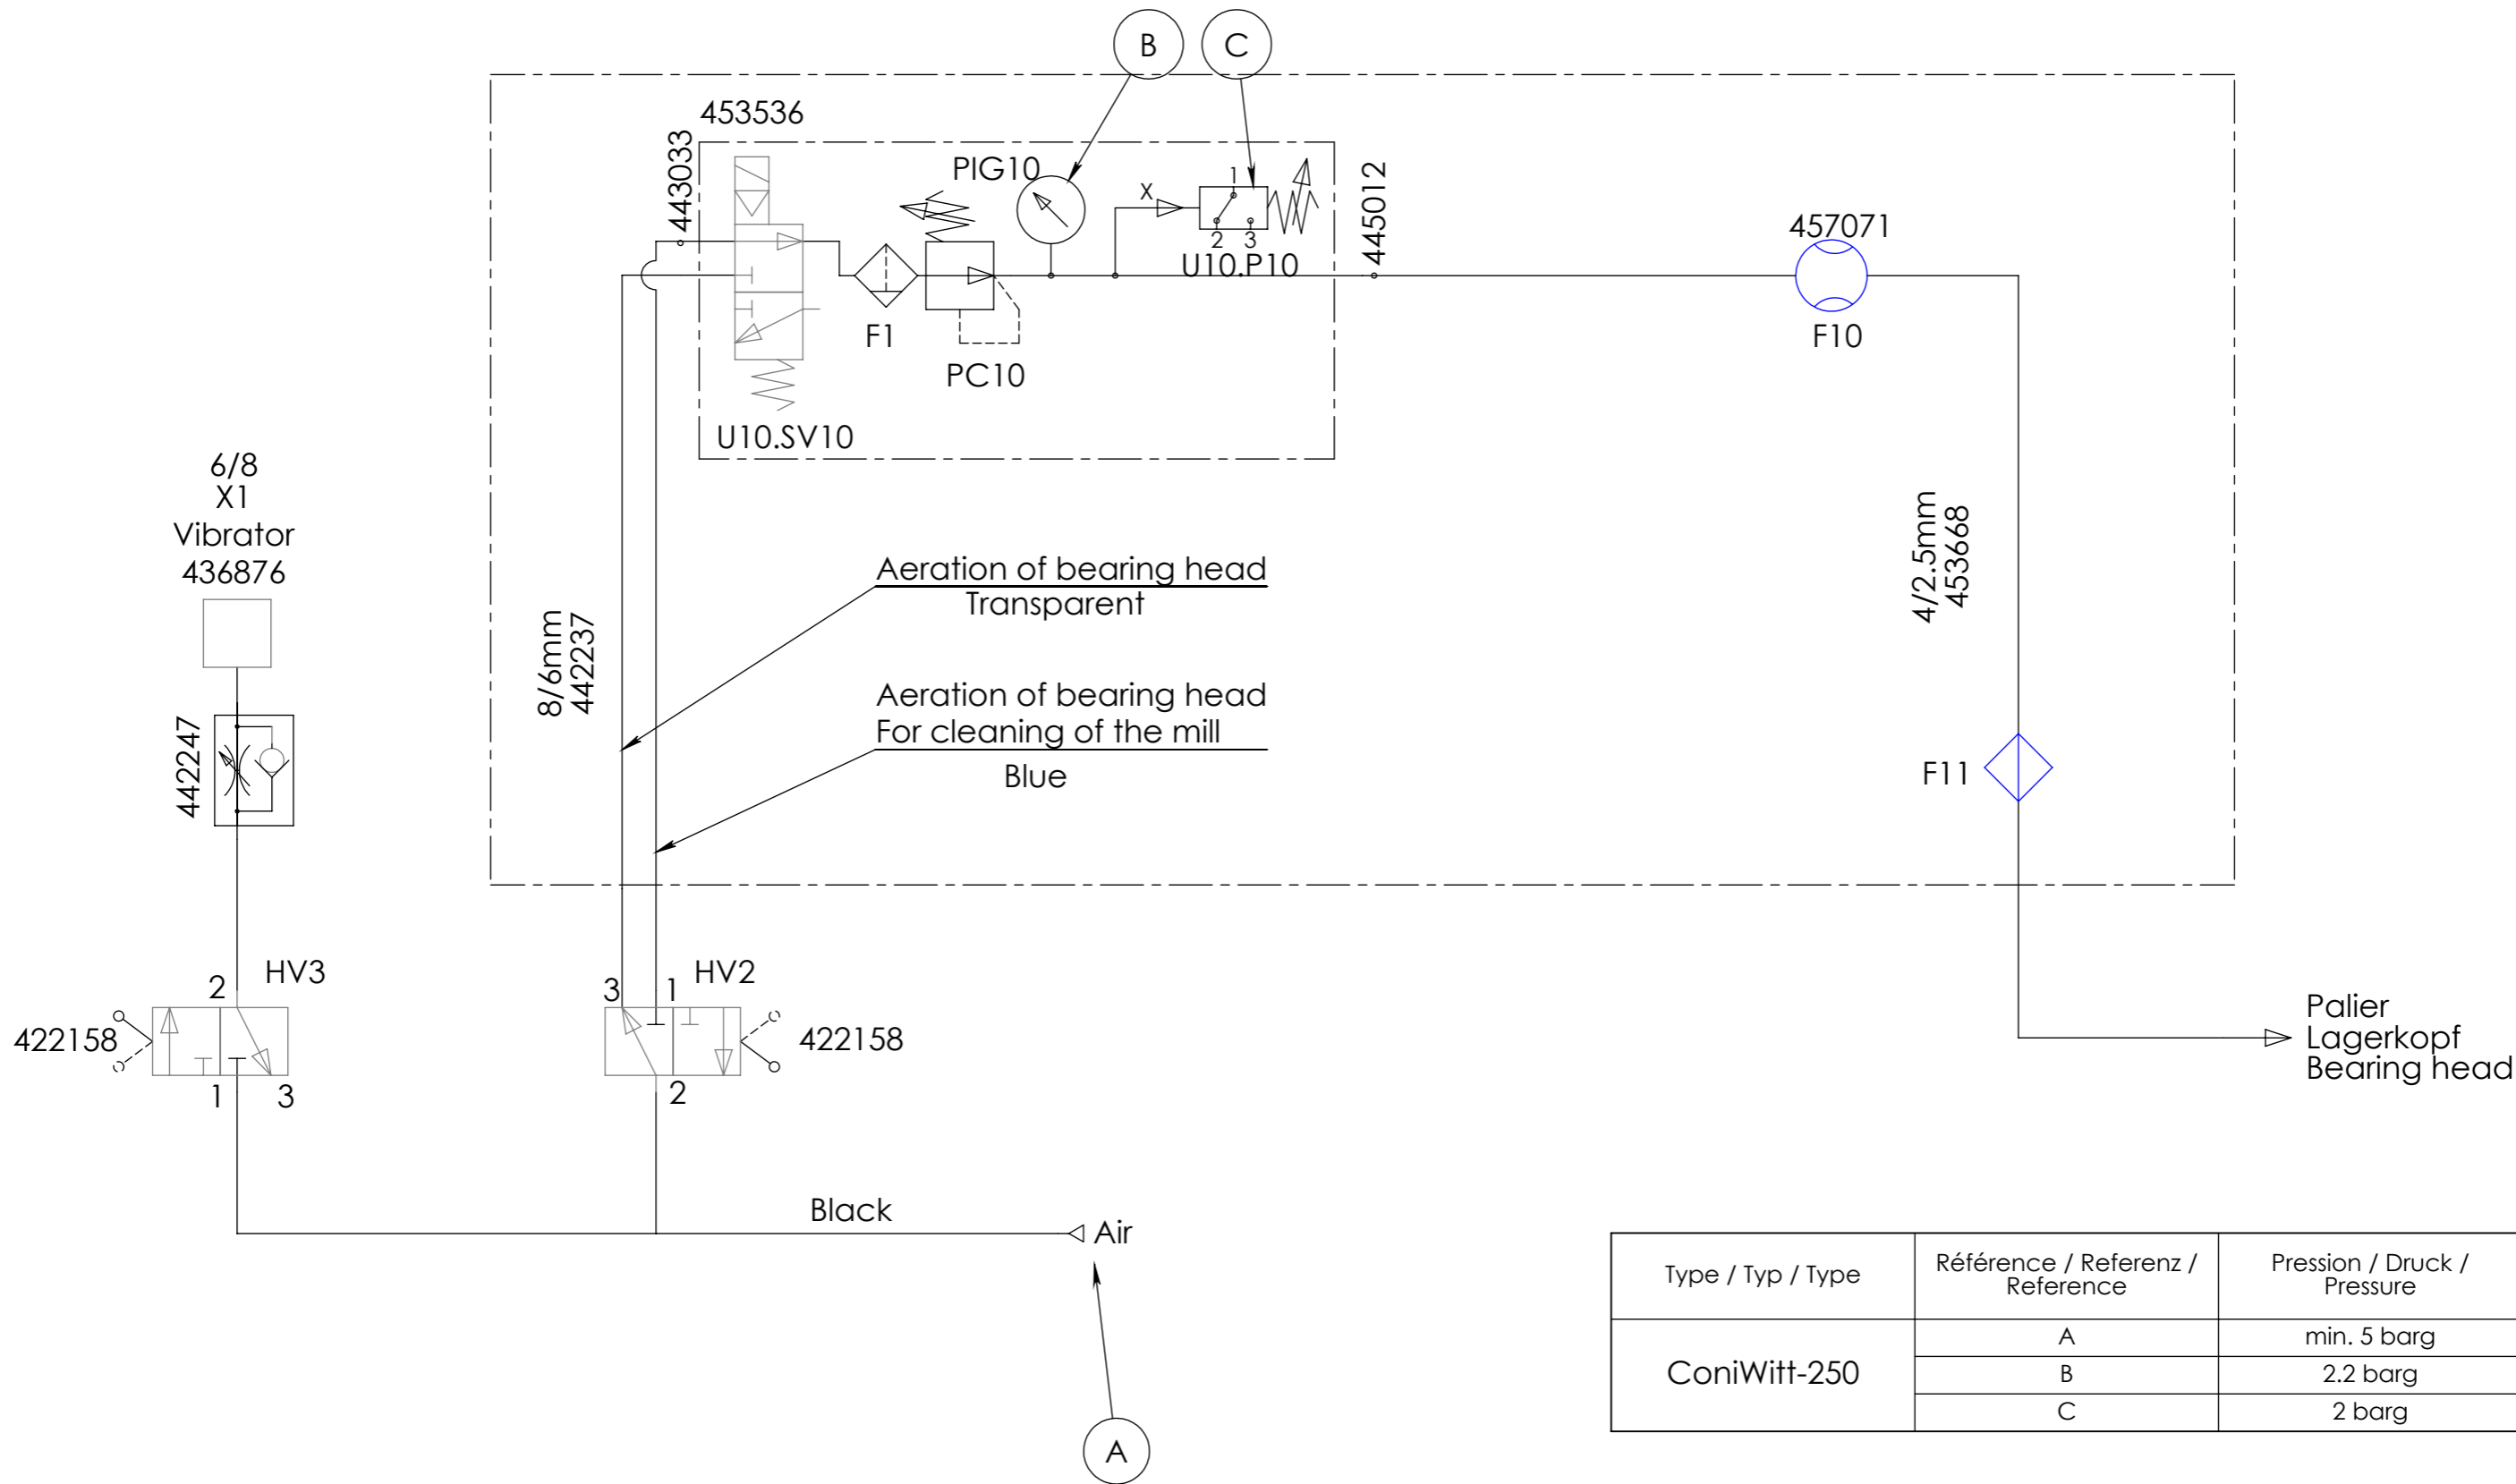 B
C
453536
443033
PIG10
X
1
2
3
U10.P10
445012
457071
F1
F10
PC10
U10.SV10
6/8
X1
Vibrator
436876
442247
8/6mm
442237
Aeration of bearing head
Transparent
Aeration of bearing head
For cleaning of the mill
Blue
4/2.5mm
453668
F11
2
HV3
422158
1
3
3
1
HV2
422158
2
Palier
Lagerkopf
Bearing head
Black
Air
A
Type / Typ / Type
Référence / Referenz /
Reference
Pression / Druck /
Pressure
ConiWitt-250
A
min. 5 barg
B
2.2 barg
C
2 barg